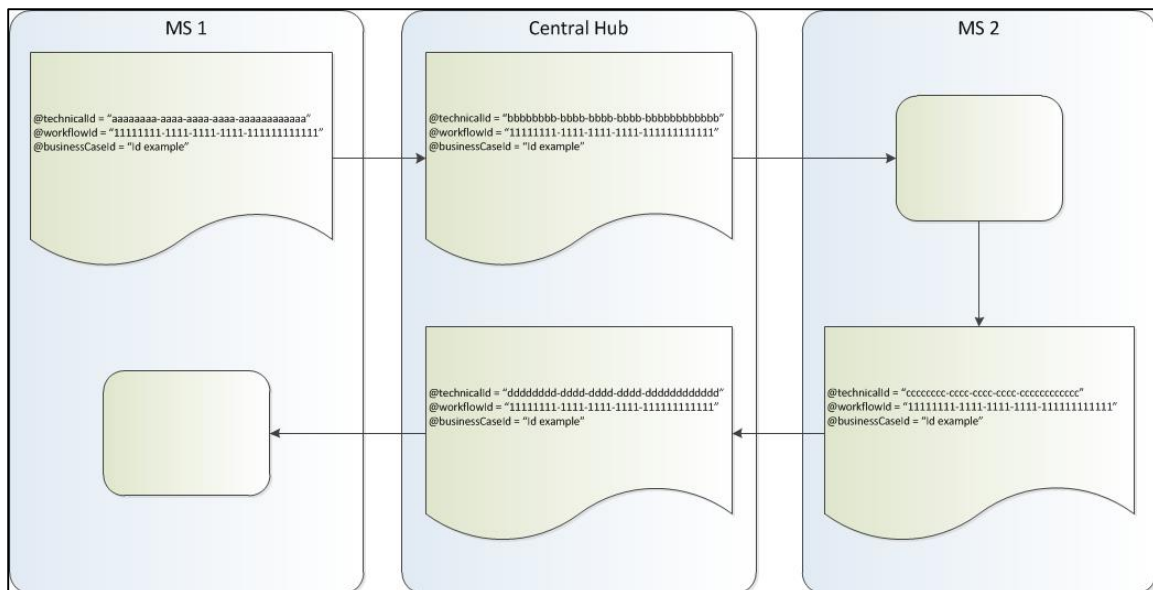 MS 1
Central Hub
MS 2
@technicalId = “aaaaaaaa-aaaa-aaaa-aaaa-aaaaaaaaaaaa”
@workflowId = “11111111-1111-1111-1111-111111111111”
@businessCaseId = “Id example”
@technicalId = “bbbbbbbb-bbbb-bbbb-bbbb-bbbbbbbbbbbb”
@workflowId = “11111111-1111-1111-1111-111111111111”
@businessCaseId = “Id example”
@technicalId = “dddddddd-dddd-dddd-dddd-dddddddddddd”
@workflowId = “11111111-1111-1111-1111-111111111111”
@businessCaseId = “Id example”
@technicalId = “cccccccc-cccc-cccc-cccc-cccccccccccc”
@workflowId = “11111111-1111-1111-1111-111111111111”
@businessCaseId = “Id example”